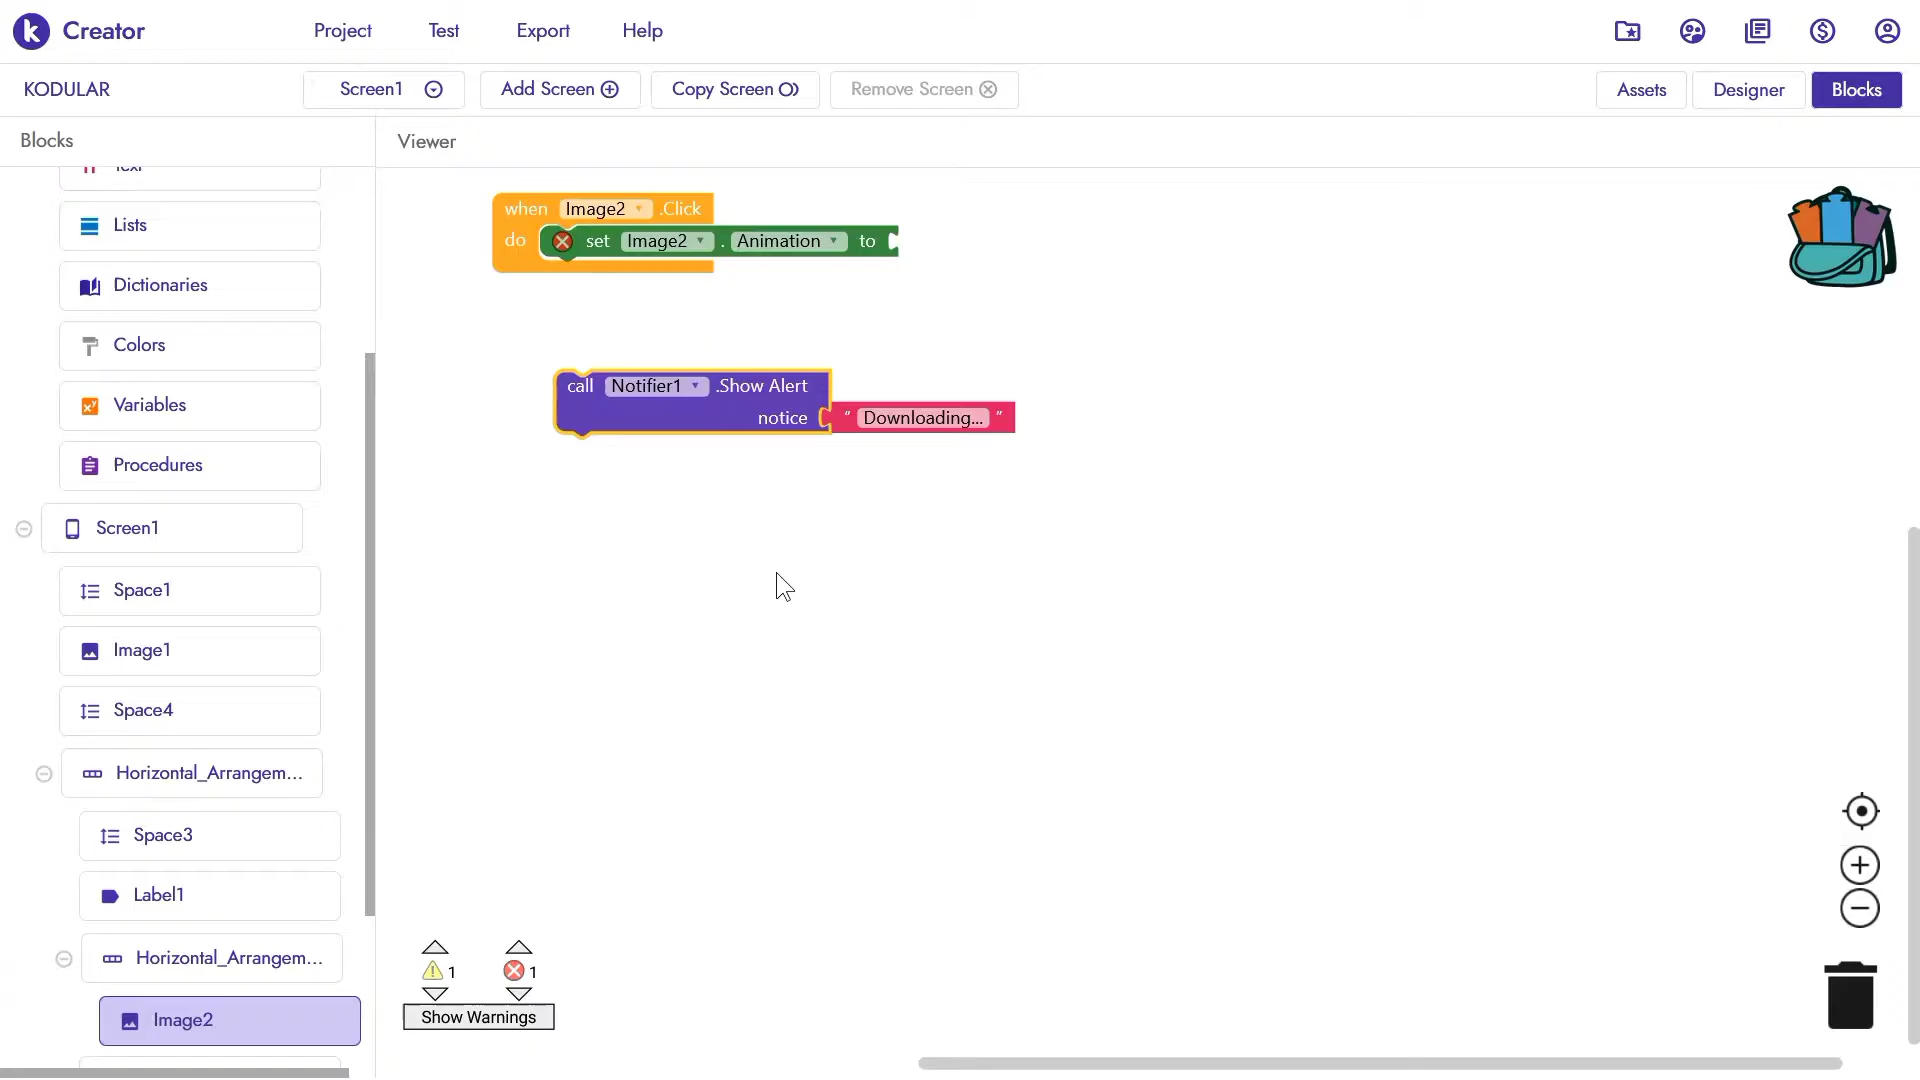 Creator
Project
Test
Export
Help
KODULAR
Screen1
Add Screen
Copy Screen
Remove Screen
Assets
Designer
Blocks
Blocks
Viewer
Text
Lists
Dictionaries
Colors
Variables
Procedures
Screen1
Space1
Image1
Space4
Horizontal_Arrangem...
Space3
Label1
Horizontal_Arrangem...
Image2
when Image2 .Click
do set Image2 . Animation to
call Notifier1 .Show Alert
notice " Downloading... "
1
1
Show Warnings